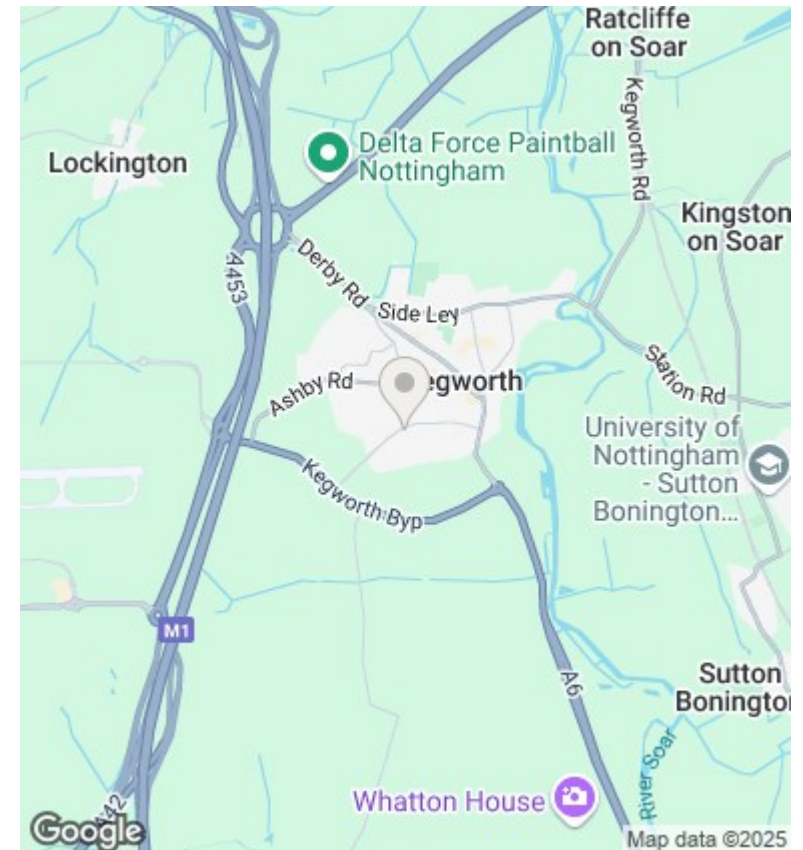 Ratcliffe
on Soar
Kegworth Rd
Delta Force Paintball
Nottingham
Lockington
Kingston
on Soar
A453
Derby Rd
Side Ley
Ashby Rd
egworth
Station Rd
University of
Nottingham
- Sutton
Bonington...
Kegworth Byp
M1
A6
Sutton
Bonington
River Soar
Whatton House
A42
Google
Map data ©2025